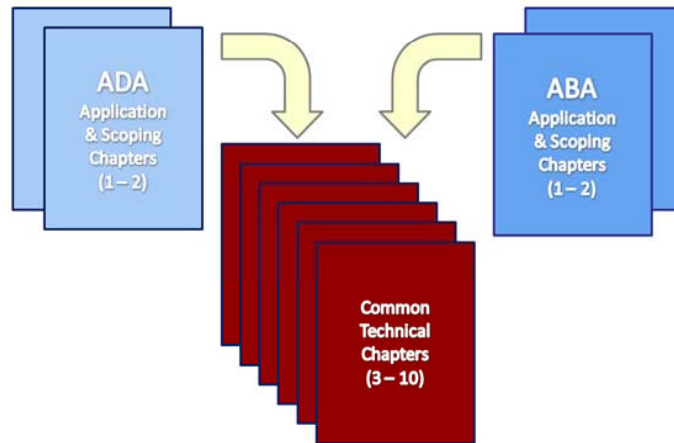 ADA
Application
& Scoping
Chapters
(1 – 2)
ABA
Application
& Scoping
Chapters
(1 – 2)
Common
Technical
Chapters
(3 – 10)